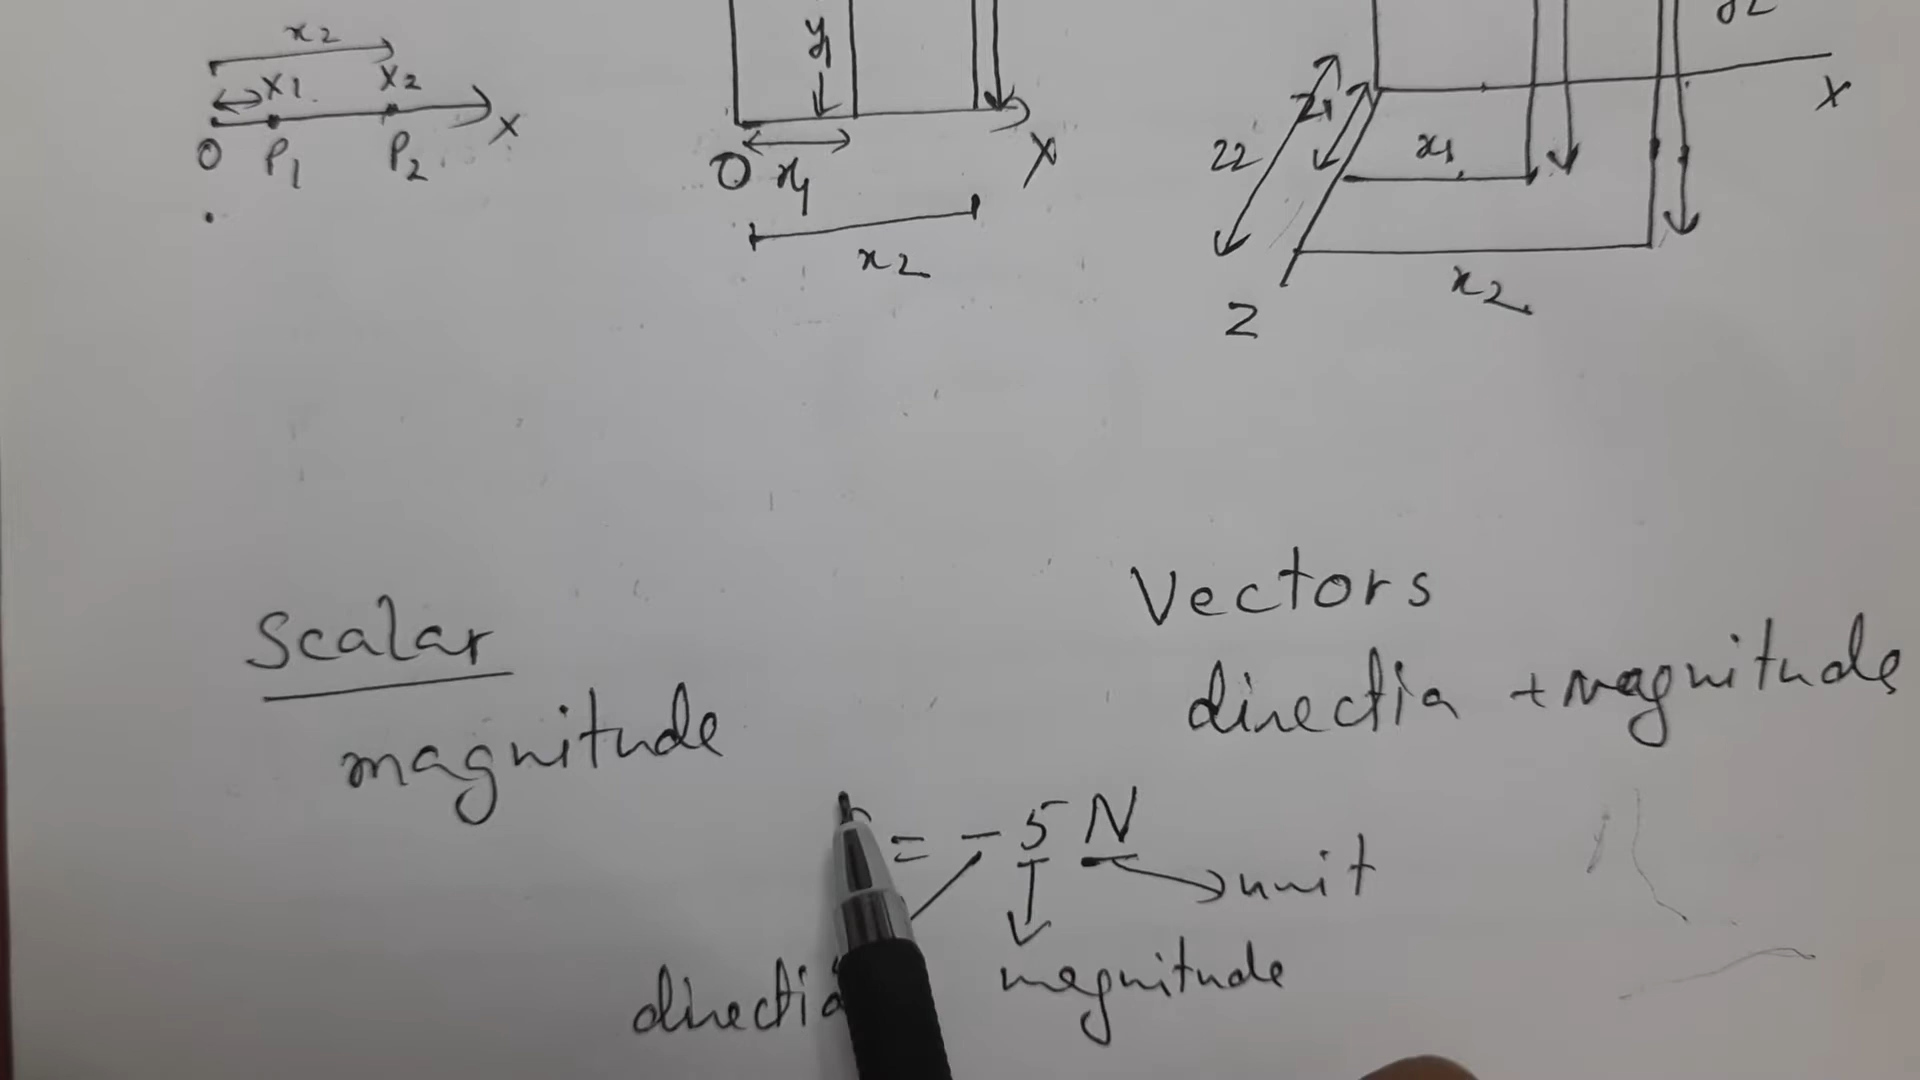 x2
x1 x2
O P1 P2 X
y1
O x1 X
x2
X
z1
z2 x1
x2
Z
Scalar
magnitude
Vectors
direction + magnitude
= - 5 N
unit
magnitude